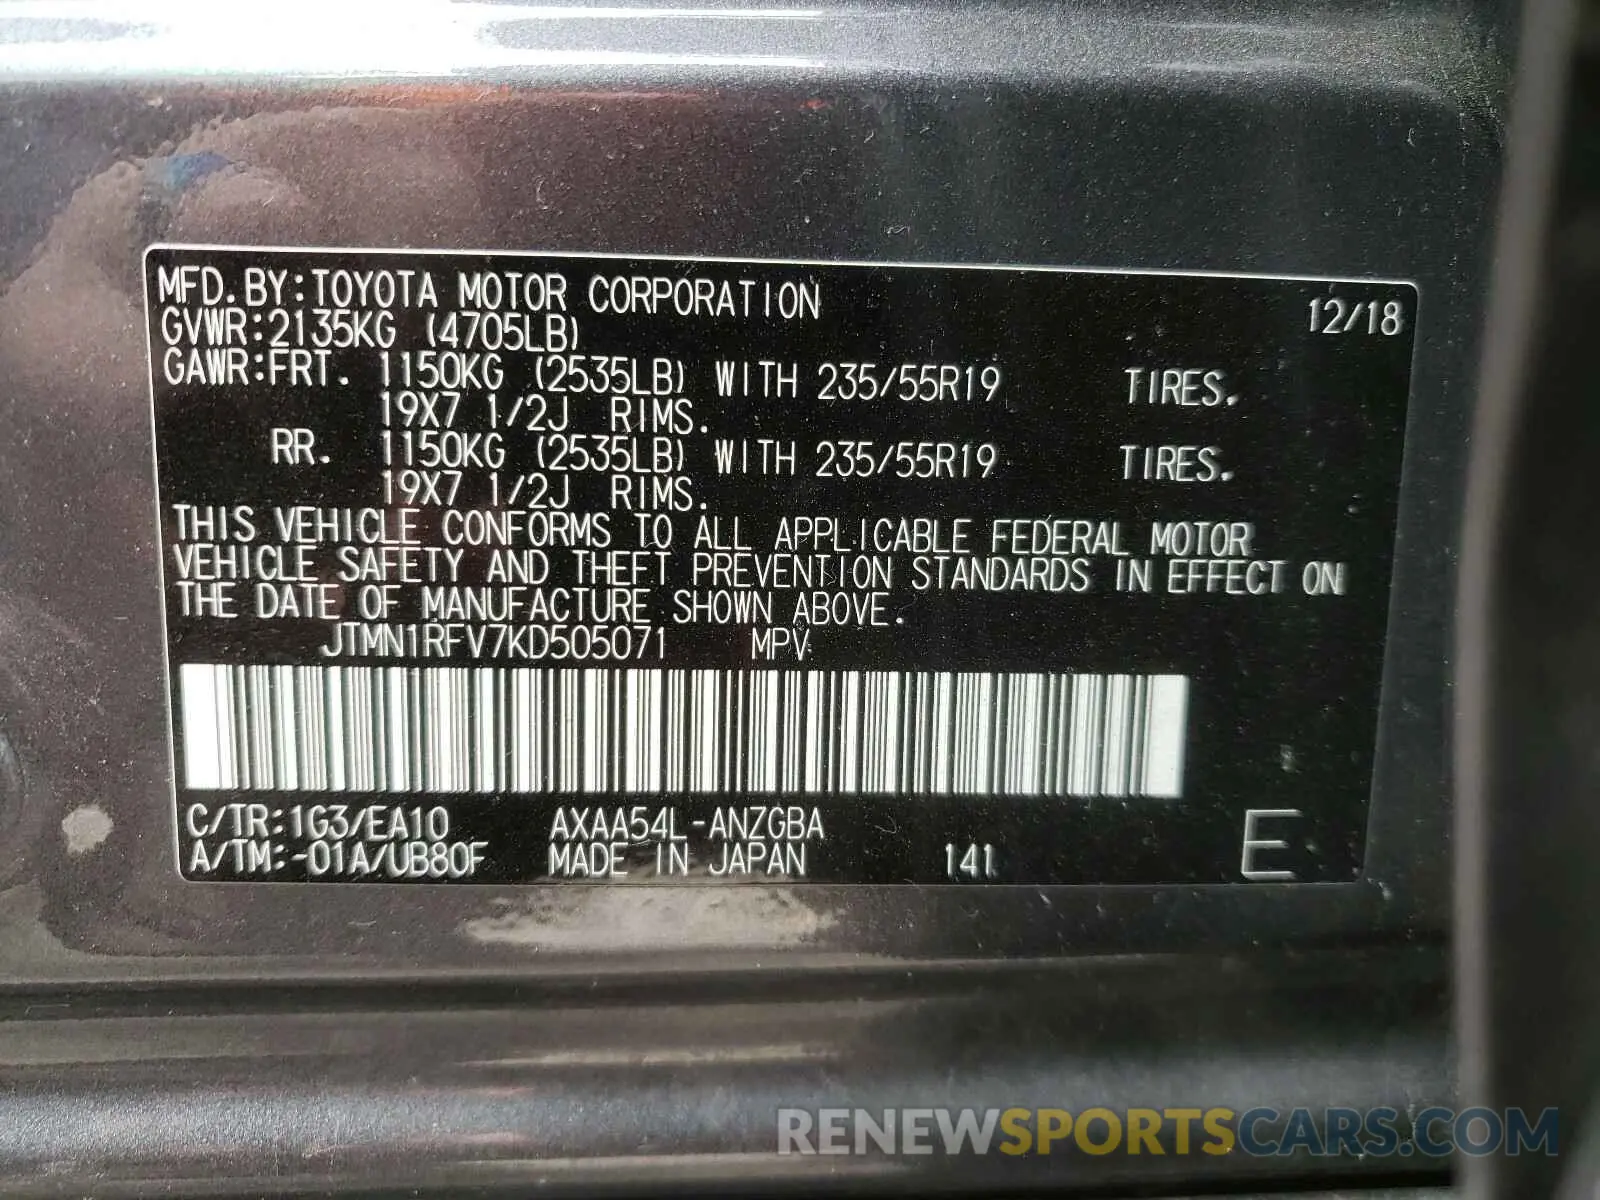 MFD.BY:TOYOTA MOTOR CORPORATION 12/18
GVWR:2135KG (4705LB)
GAWR:FRT. 1150KG (2535LB) WITH 235/55R19 TIRES.
19X7 1/2J RIMS.
RR. 1150KG (2535LB) WITH 235/55R19 TIRES.
19X7 1/2J RIMS.
THIS VEHICLE CONFORMS TO ALL APPLICABLE FEDERAL MOTOR
VEHICLE SAFETY AND THEFT PREVENTION STANDARDS IN EFFECT ON
THE DATE OF MANUFACTURE SHOWN ABOVE.
JTMN1RFV7KD505071 MPV
C/TR:1G3/EA10 AXAA54L-ANZGBA
A/TM:-01A/UB80F MADE IN JAPAN 141 E
RENEWSPORTSCARS.COM